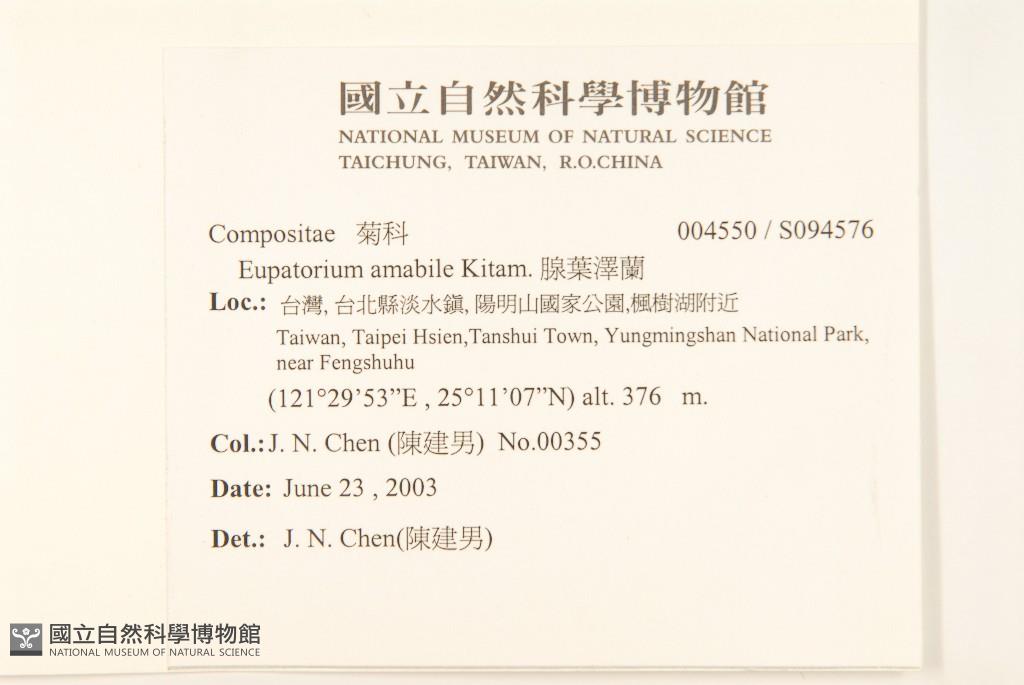 國立自然科學博物館
NATIONAL MUSEUM OF NATURAL SCIENCE
TAICHUNG, TAIWAN, R.O.CHINA
Compositae 菊科 004550 / S094576
Eupatorium amabile Kitam. 腺葉澤蘭
Loc.: 台灣, 台北縣淡水鎮, 陽明山國家公園,楓樹湖附近
Taiwan, Taipei Hsien,Tanshui Town, Yungmingshan National Park,
near Fengshuhu
(121°29’53”E , 25°11’07”N) alt. 376 m.
Col.: J. N. Chen (陳建男) No.00355
Date: June 23 , 2003
Det.: J. N. Chen(陳建男)
國立自然科學博物館
NATIONAL MUSEUM OF NATURAL SCIENCE